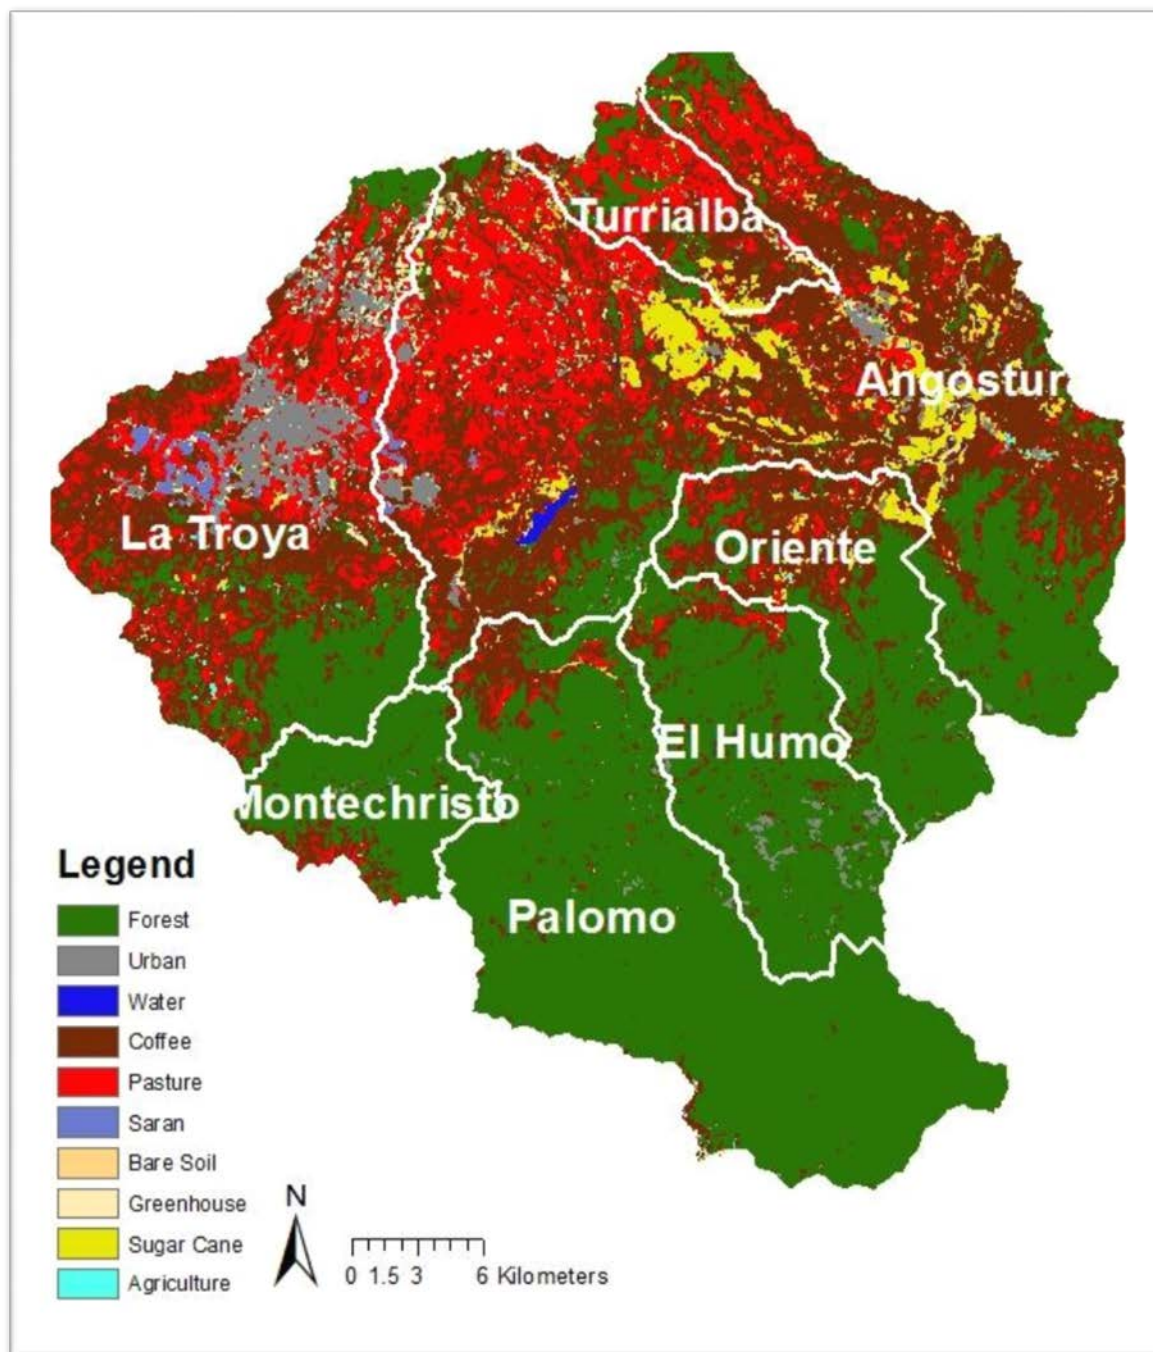 Turrialba
Angostur
La Troya
Oriente
El Humo
Montechristo
Palomo
Legend
Forest
Urban
Water
Coffee
Pasture
Saran
Bare Soil
Greenhouse
Sugar Cane
Agriculture
N
0 1.5 3 6 Kilometers